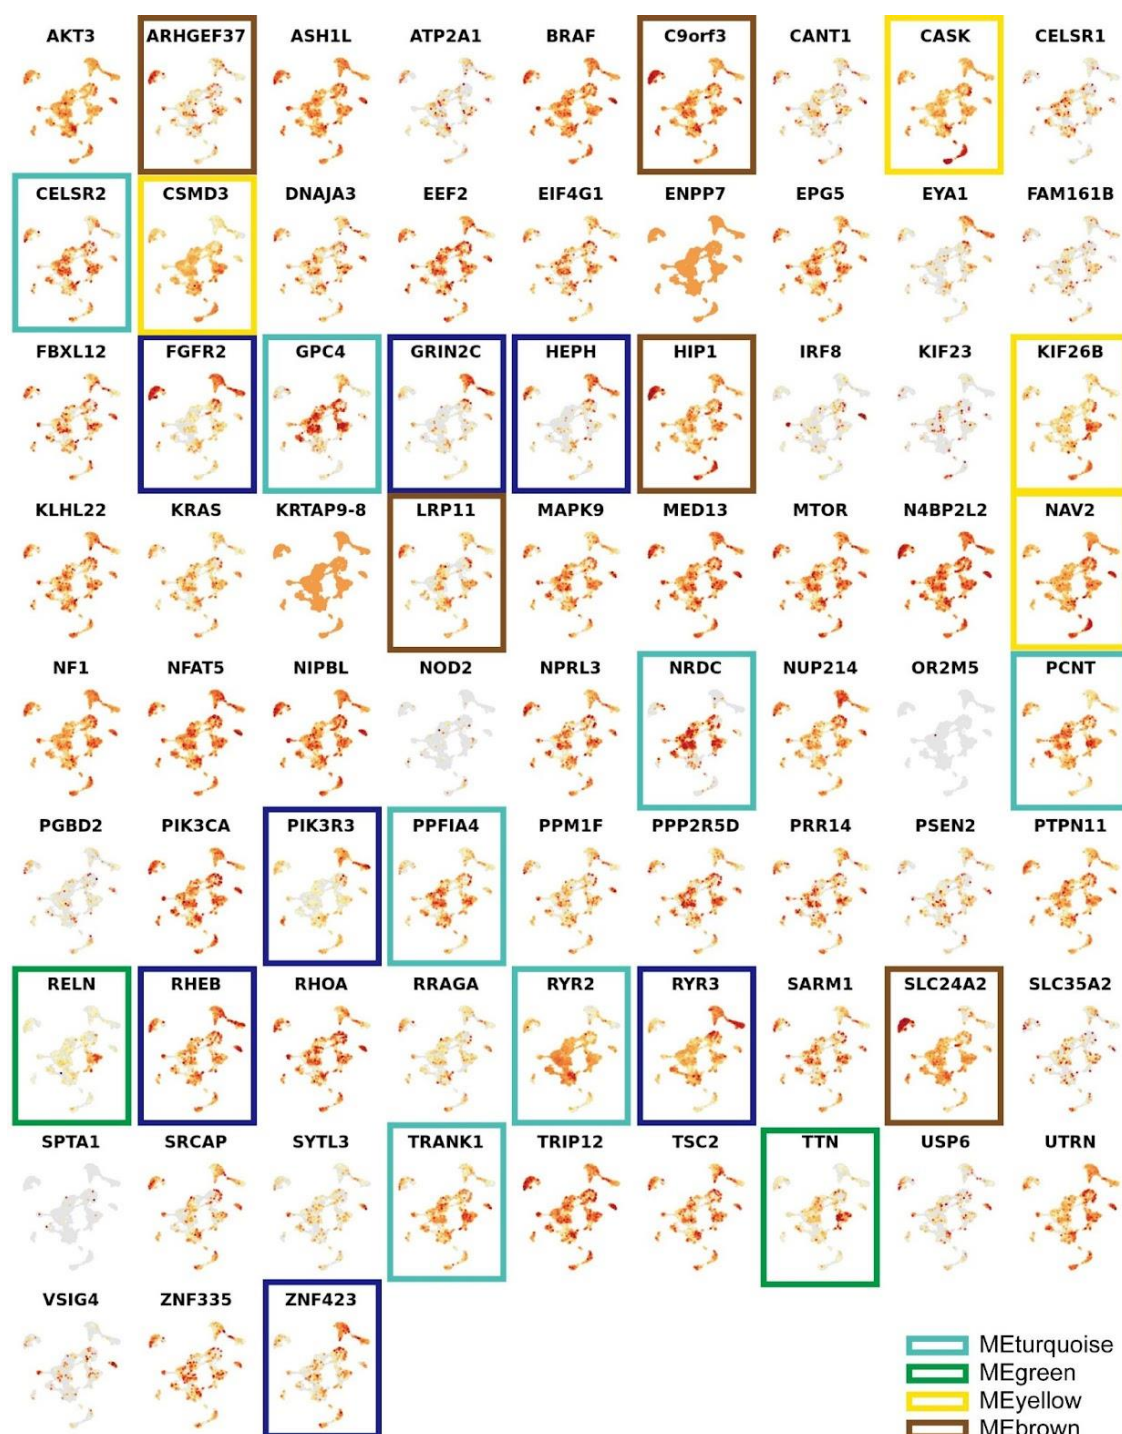 AKT3 ARHGEF37 ASH1L ATP2A1 BRAF C9orf3 CANT1 CASK CELSR1
CELSR2 CSMD3 DNAJA3 EEF2 EIF4G1 ENPP7 EPG5 EYA1 FAM161B
FBXL12 FGFR2 GPC4 GRIN2C HEPH HIP1 IRF8 KIF23 KIF26B
KLHL22 KRAS KRTAP9-8 LRP11 MAPK9 MED13 MTOR N4BP2L2 NAV2
NF1 NFAT5 NIPBL NOD2 NPRL3 NRDC NUP214 OR2M5 PCNT
PGBD2 PIK3CA PIK3R3 PPFIA4 PPM1F PPP2R5D PRR14 PSEN2 PTPN11
RELN RHEB RHOA RRAGA RYR2 RYR3 SARM1 SLC24A2 SLC35A2
SPTA1 SRCAP SYTL3 TRANK1 TRIP12 TSC2 TTN USP6 UTRN
VSIG4 ZNF335 ZNF423
MEturquoise
MEgreen
MEyellow
MEbrown